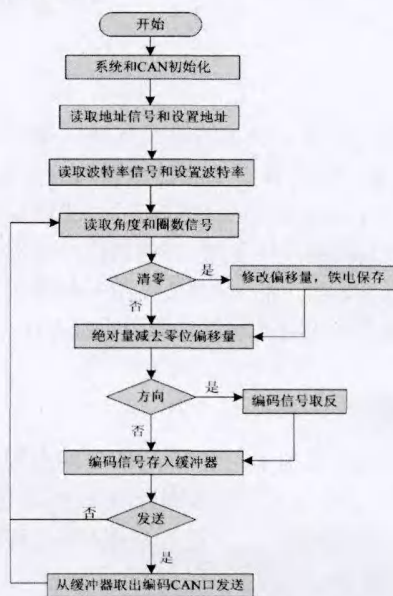 开始
系统和CAN初始化
读取地址信号和设置地址
读取波特率信号和设置波特率
读取角度和圈数信号
清零
是
修改偏移量，铁电保存
否
绝对量减去零位偏移量
方向
是
编码信号取反
否
编码信号存入缓冲器
否
发送
是
从缓冲器取出编码CAN口发送